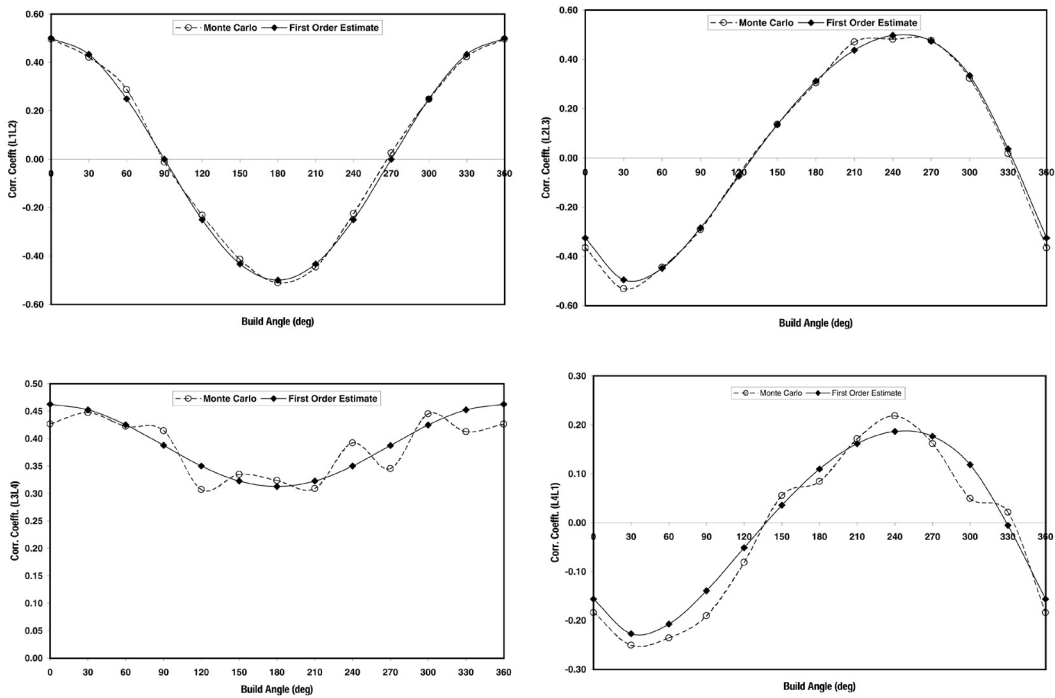 Monte Carlo First Order Estimate
0.60
0.40
0.20
0.00
-0.20
-0.40
-0.60
0 30 60 90 120 150 180 210 240 270 300 330 360
Corr. Coefft. (L1L2)
Build Angle (deg)
Monte Carlo First Order Estimate
0.60
0.40
0.20
0.00
-0.20
-0.40
-0.60
0 30 60 90 120 150 180 210 240 270 300 330 360
Corr. Coefft. (L2L3)
Build Angle (deg)
Monte Carlo First Order Estimate
0.50
0.45
0.40
0.35
0.30
0.25
0.20
0.15
0.10
0.05
0.00
0 30 60 90 120 150 180 210 240 270 300 330 360
Corr. Coefft. (L3L4)
Build Angle (deg)
Monte Carlo First Order Estimate
0.30
0.20
0.10
0.00
-0.10
-0.20
-0.30
0 30 60 90 120 150 180 210 240 270 300 330 360
Corr. Coefft. (L4L1)
Build Angle (deg)